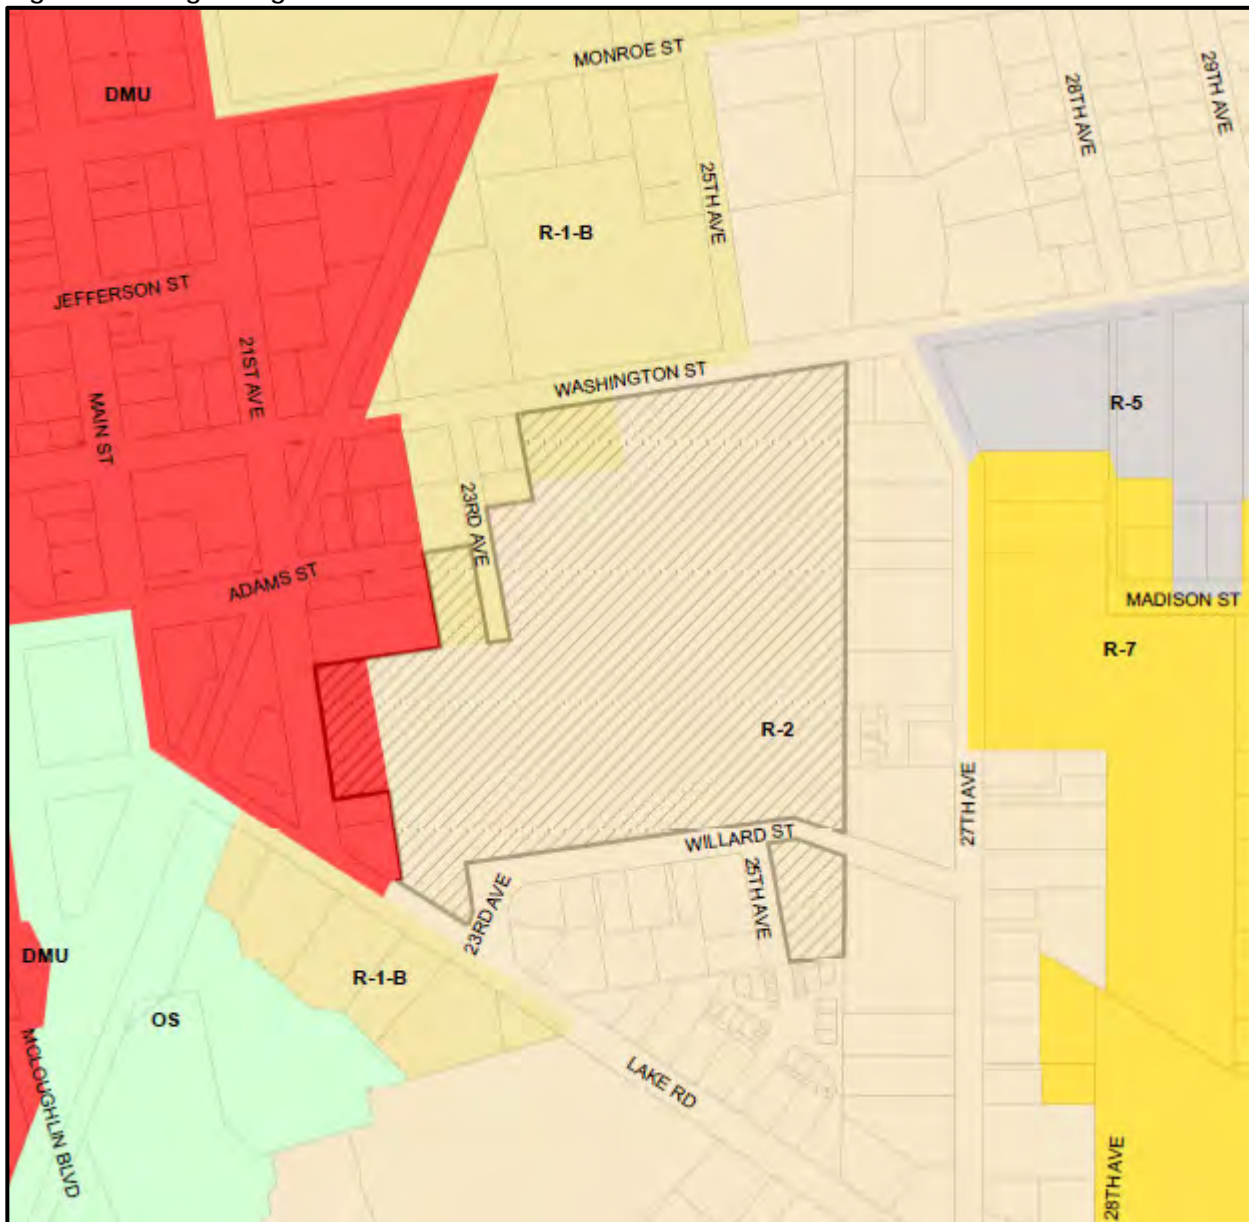 MONROE ST
29TH AVE
28TH AVE
DMU
25TH AVE
R-1-B
JEFFERSON ST
21ST AVE
WASHINGTON ST
MAIN ST
R-5
23RD AVE
ADAMS ST
MADISON ST
R-7
R-2
27TH AVE
WILLARD ST
25TH AVE
23RD AVE
DMU
R-1-B
OS
MCLOUGHLIN BLVD
LAKE RD
28TH AVE